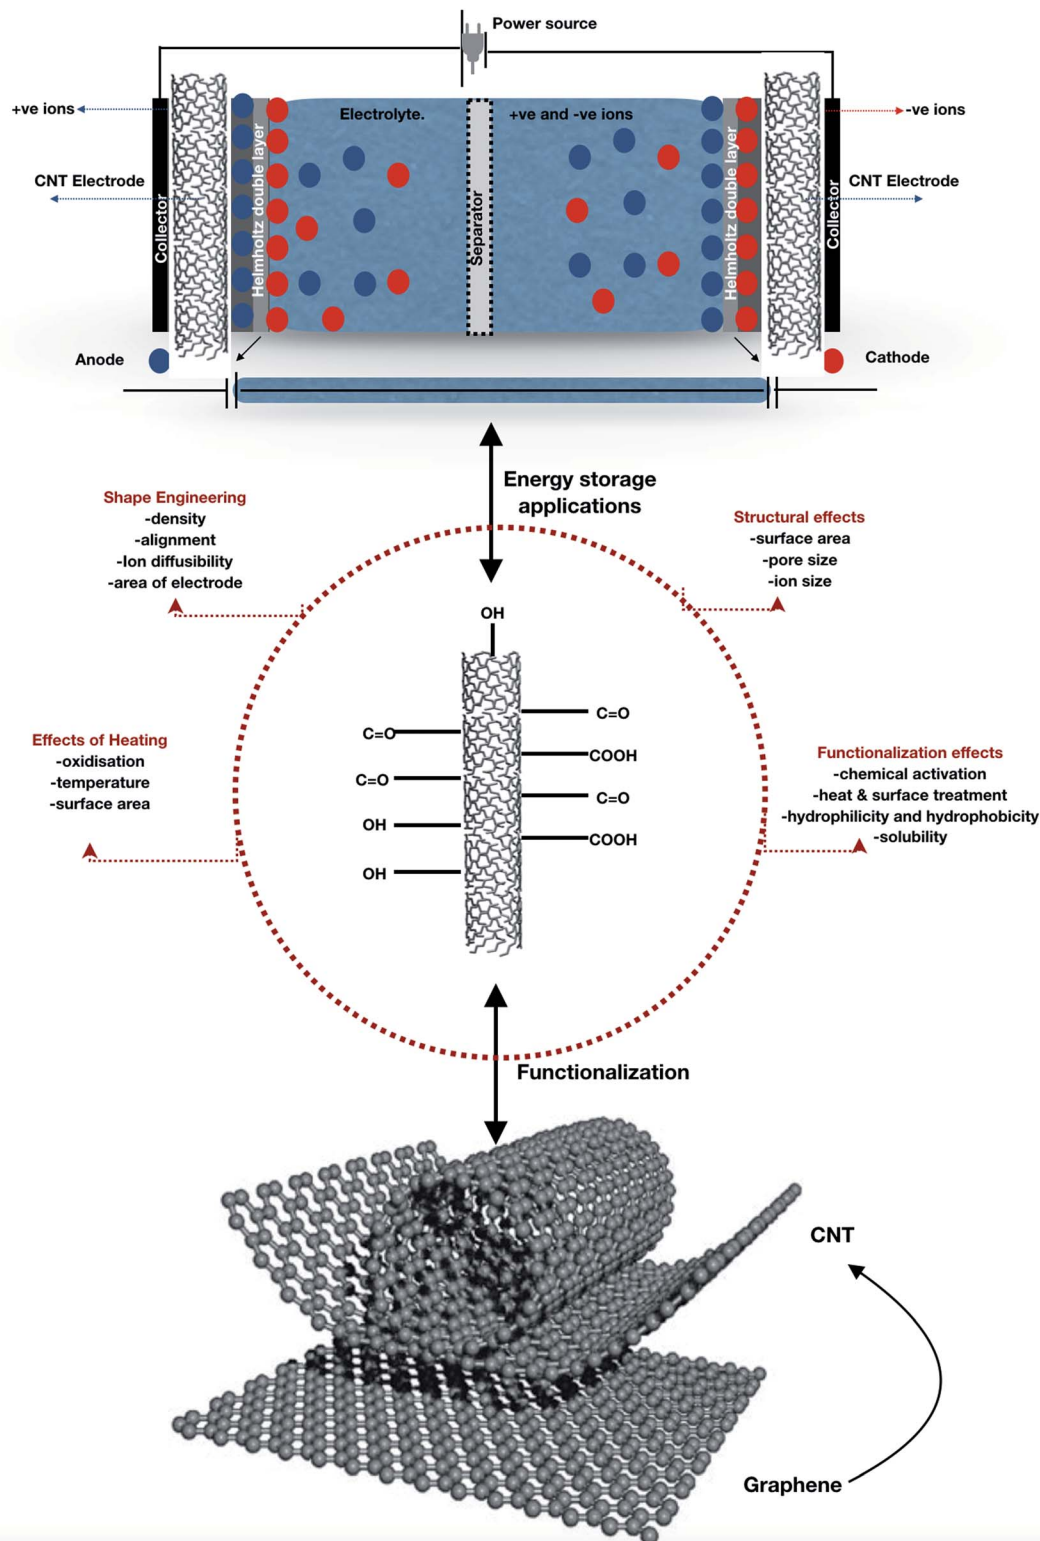 Power source
+ve ions
Electrolyte.
+ve and -ve ions
-ve ions
CNT Electrode
Collector
Helmholtz double layer
Separator
Helmholtz double layer
Collector
CNT Electrode
Anode
Cathode
Energy storage
applications
Shape Engineering
-density
-alignment
-Ion diffusibility
-area of electrode
Structural effects
-surface area
-pore size
-ion size
OH
C=O
C=O
COOH
C=O
C=O
OH
COOH
OH
Effects of Heating
-oxidisation
-temperature
-surface area
Functionalization effects
-chemical activation
-heat & surface treatment
-hydrophilicity and hydrophobicity
-solubility
Functionalization
CNT
Graphene